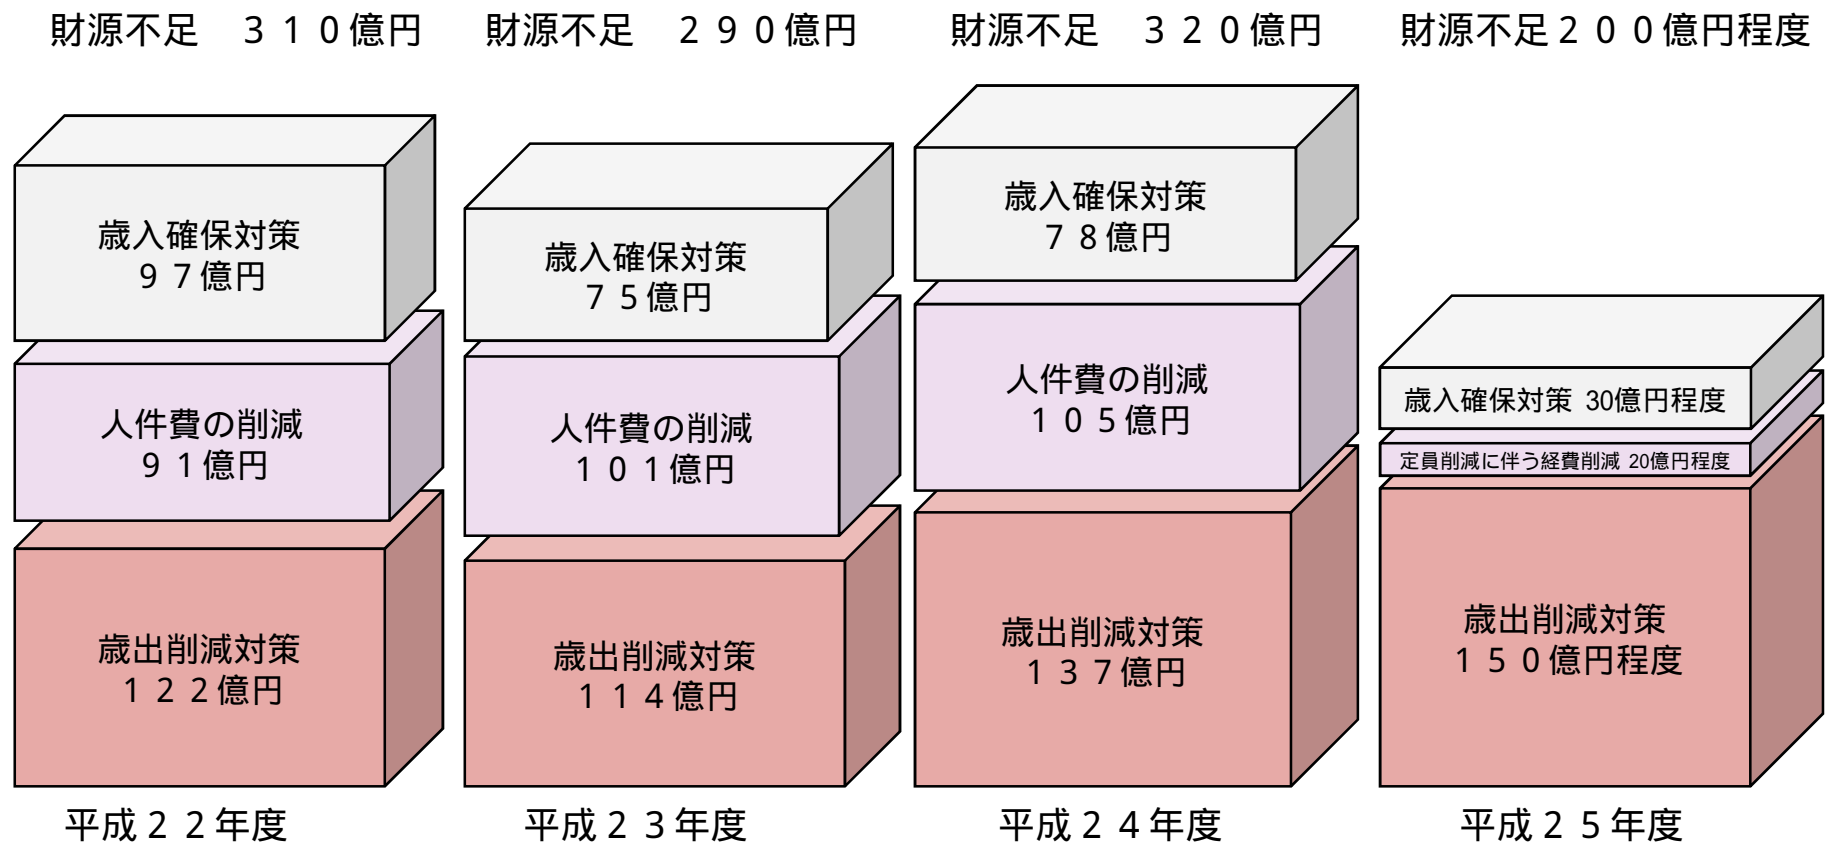 財源不足　３１０億円
財源不足　２９０億円
財源不足　３２０億円
財源不足２００億円程度
歳入確保対策
９７億円
人件費の削減
９１億円
歳出削減対策
１２２億円
平成２２年度
歳入確保対策
７５億円
人件費の削減
１０１億円
歳出削減対策
１１４億円
平成２３年度
歳入確保対策
７８億円
人件費の削減
１０５億円
歳出削減対策
１３７億円
平成２４年度
歳入確保対策 30億円程度
定員削減に伴う経費削減 20億円程度
歳出削減対策
１５０億円程度
平成２５年度